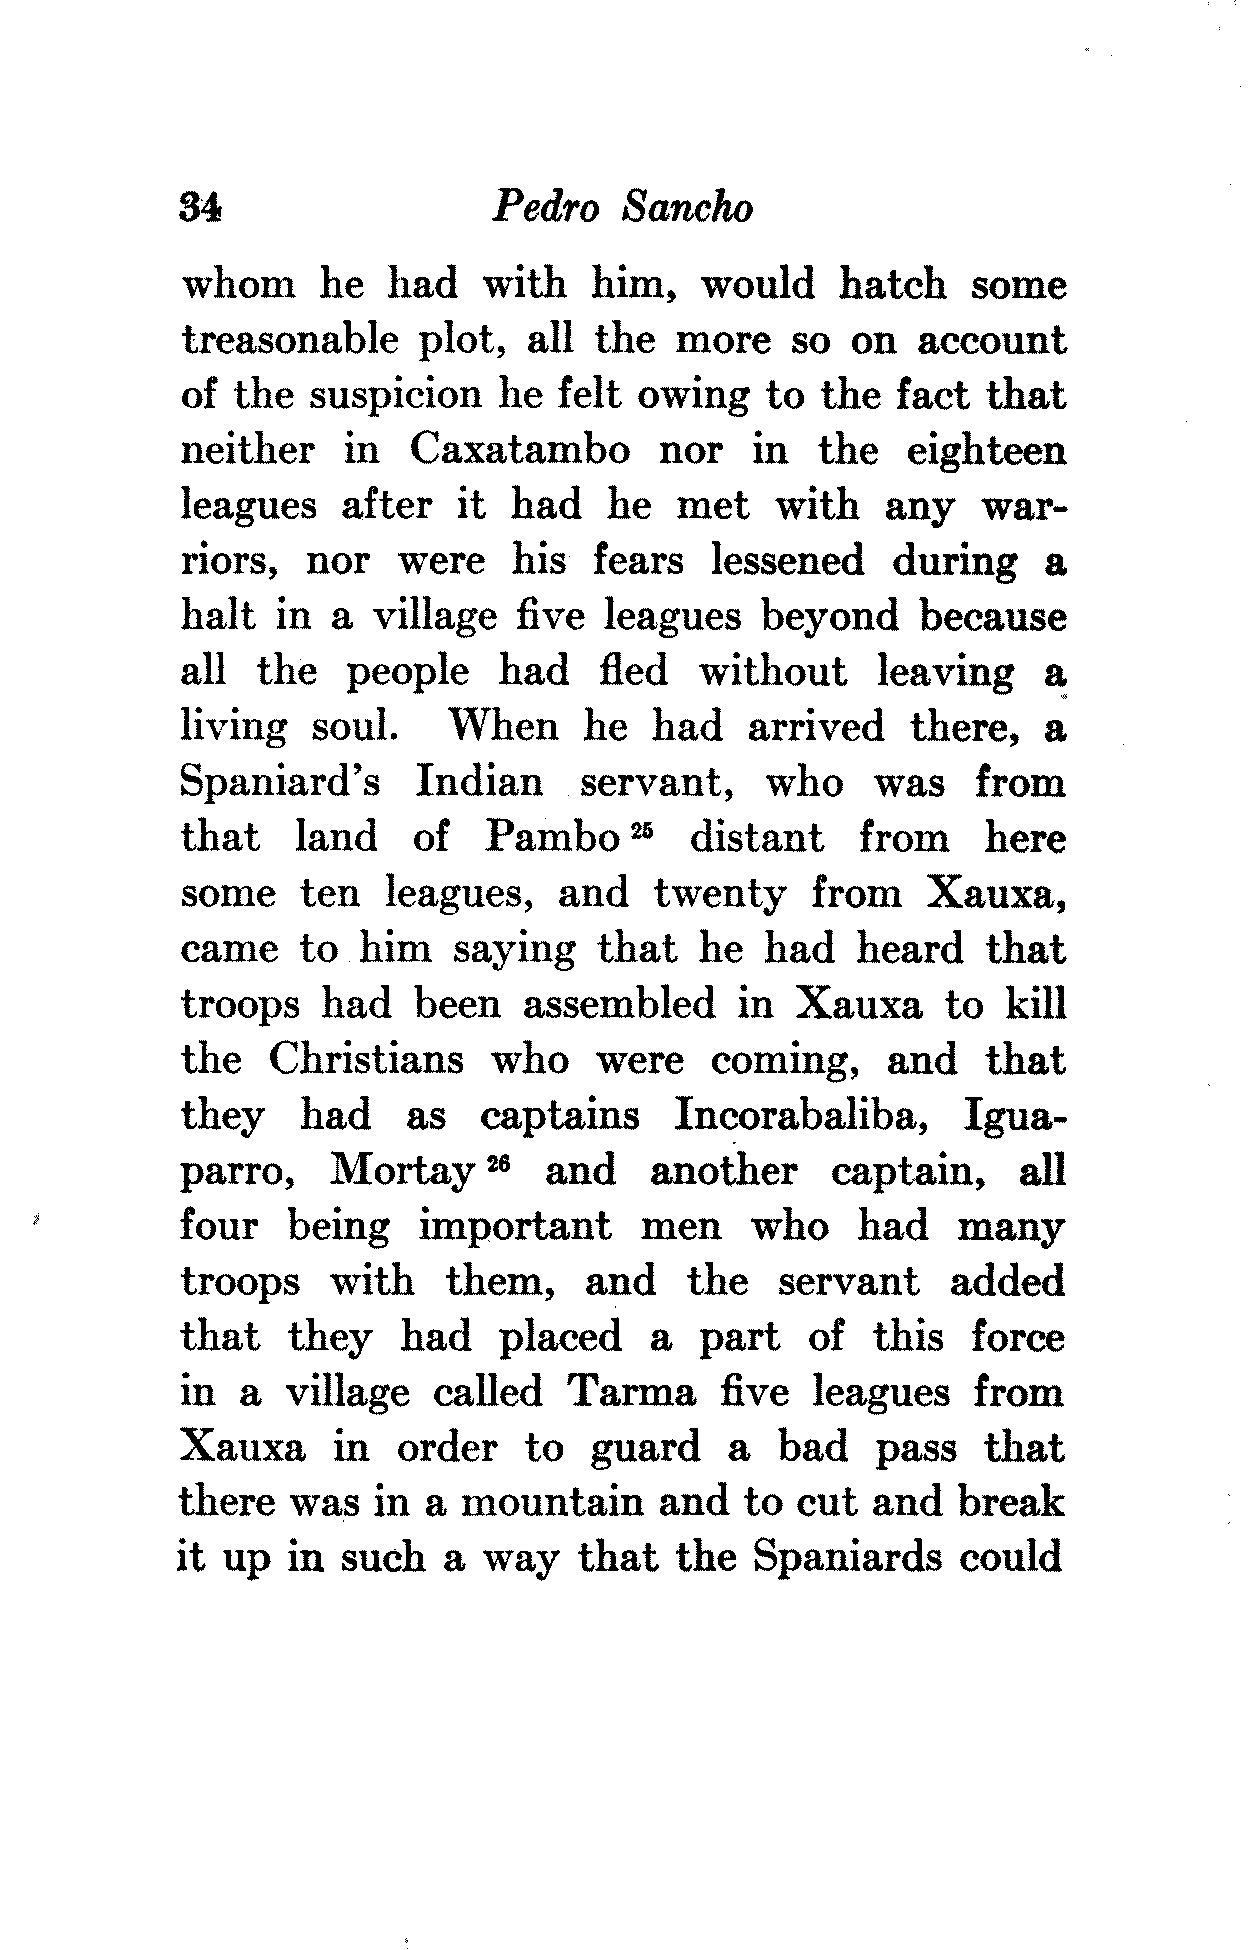 34 Pedro Sancho
whom he had with him, would hatch some
treasonable plot, all the more so on account
of the suspicion he felt owing to the fact that
neither in Caxatambo nor in the eighteen
leagues after it had he met with any war-
riors, nor were his fears lessened during a
halt in a village five leagues beyond because
all the people had fled without leaving a
living soul. When he had arrived there, a
Spaniard's Indian servant, who was from
that land of Pambo 25 distant from here
some ten leagues, and twenty from Xauxa,
came to him saying that he had heard that
troops had been assembled in Xauxa to kill
the Christians who were coming, and that
they had as captains Incorabaliba, Igua-
parro, Mortay 26 and another captain, all
four being important men who had many
troops with them, and the servant added
that they had placed a part of this force
in a village called Tarma five leagues from
Xauxa in order to guard a bad pass that
there was in a mountain and to cut and break
it up in such a way that the Spaniards could